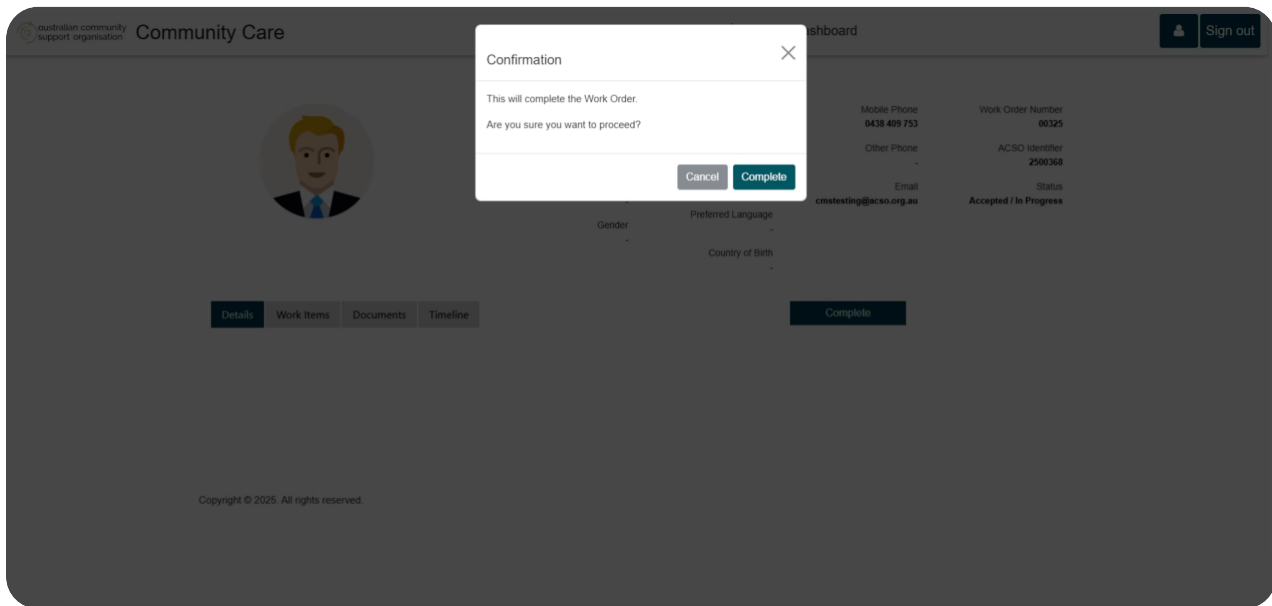 australian community
support organisation
Community Care
shboard
Sign out
Confirmation
This will complete the Work Order.
Are you sure you want to proceed?
Cancel
Complete
Mobile Phone
0438 409 753
Other Phone
-
Email
cmstesting@acso.org.au
Work Order Number
00325
ACSO Identifier
2500368
Status
Accepted / In Progress
-
Gender
-
Preferred Language
-
Country of Birth
-
Details
Work Items
Documents
Timeline
Complete
Copyright © 2025. All rights reserved.